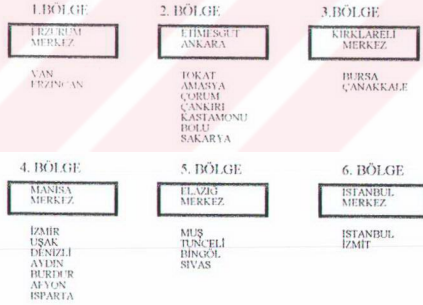 1.BÖLGE
ERZURUM
MERKEZ
VAN
ERZİNCAN
2. BÖLGE
ETİMESGUT
ANKARA
TOKAT
AMASYA
ÇORUM
ÇANKIRI
KASTAMONU
BOLU
SAKARYA
3.BÖLGE
KIRKLARELİ
MERKEZ
BURSA
ÇANAKKALE
4. BÖLGE
MANİSA
MERKEZ
İZMİR
UŞAK
DENİZLİ
AYDIN
BURDUR
AFYON
ISPARTA
5. BÖLGE
ELAZIĞ
MERKEZ
MUŞ
TUNCELİ
BİNGÖL
SIVAS
6. BÖLGE
İSTANBUL
MERKEZ
İSTANBUL
İZMİT